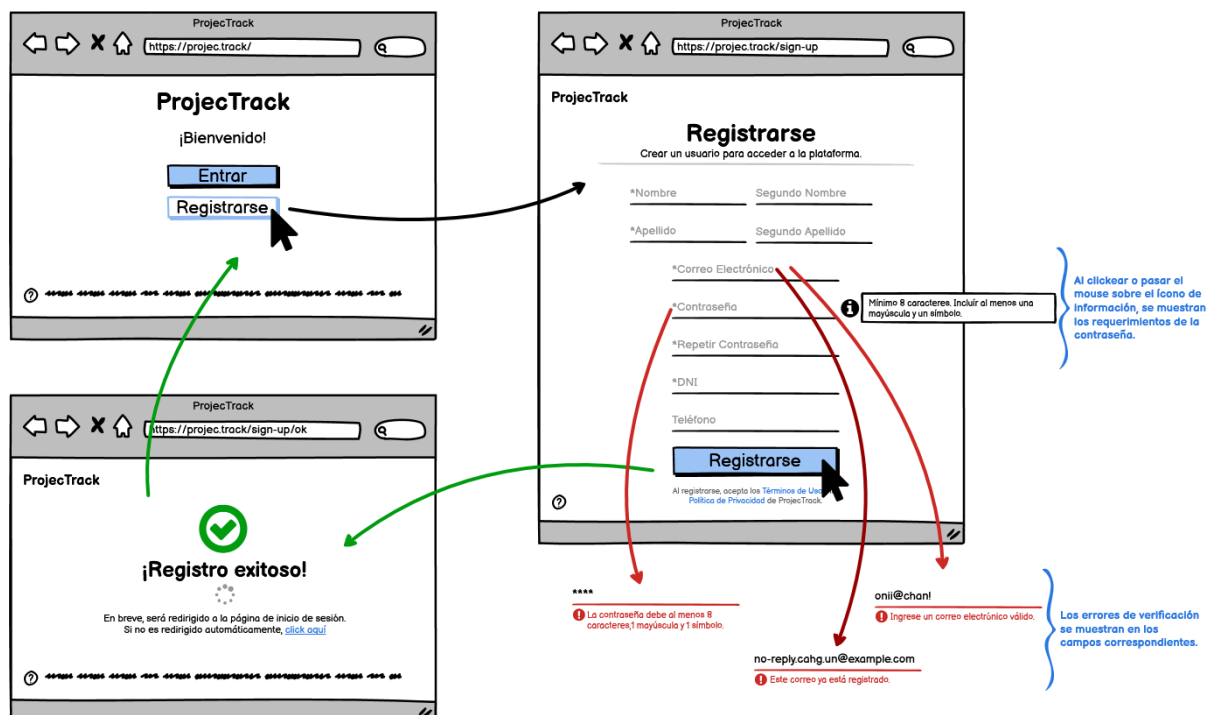 ProjecTrack
https://projec.track/
ProjecTrack
¡Bienvenido!
Entrar
Registrarse
ProjecTrack
https://projec.track/sign-up
ProjecTrack
Registrarse
Crear un usuario para acceder a la plataforma.
*Nombre
Segundo Nombre
*Apellido
Segundo Apellido
*Correo Electrónico
*Contraseña
Mínimo 8 caracteres. Incluír al menos una
mayúscula y un símbolo.
*Repetir Contraseña
*DNI
Teléfono
Registrarse
Al registrarse, acepta los Términos de
Política de Privacidad de ProjecTrack.
Al clickear o pasar el
mouse sobre el ícono de
información, se muestran
los requerimientos de la
contraseña.
ProjecTrack
https://projec.track/sign-up/ok
ProjecTrack
¡Registro exitoso!
En breve, será redirigido a la página de inicio de sesión.
Si no es redirigido automáticamente, click aquí
****
La contraseña debe al menos 8
caracteres,1 mayúscula y 1 símbolo.
no-reply.cahg.un@example.com
Este correo ya está registrado.
onii@chan!
Ingrese un correo electrónico válido.
Los errores de verificación
se muestran en los
campos correspondientes.